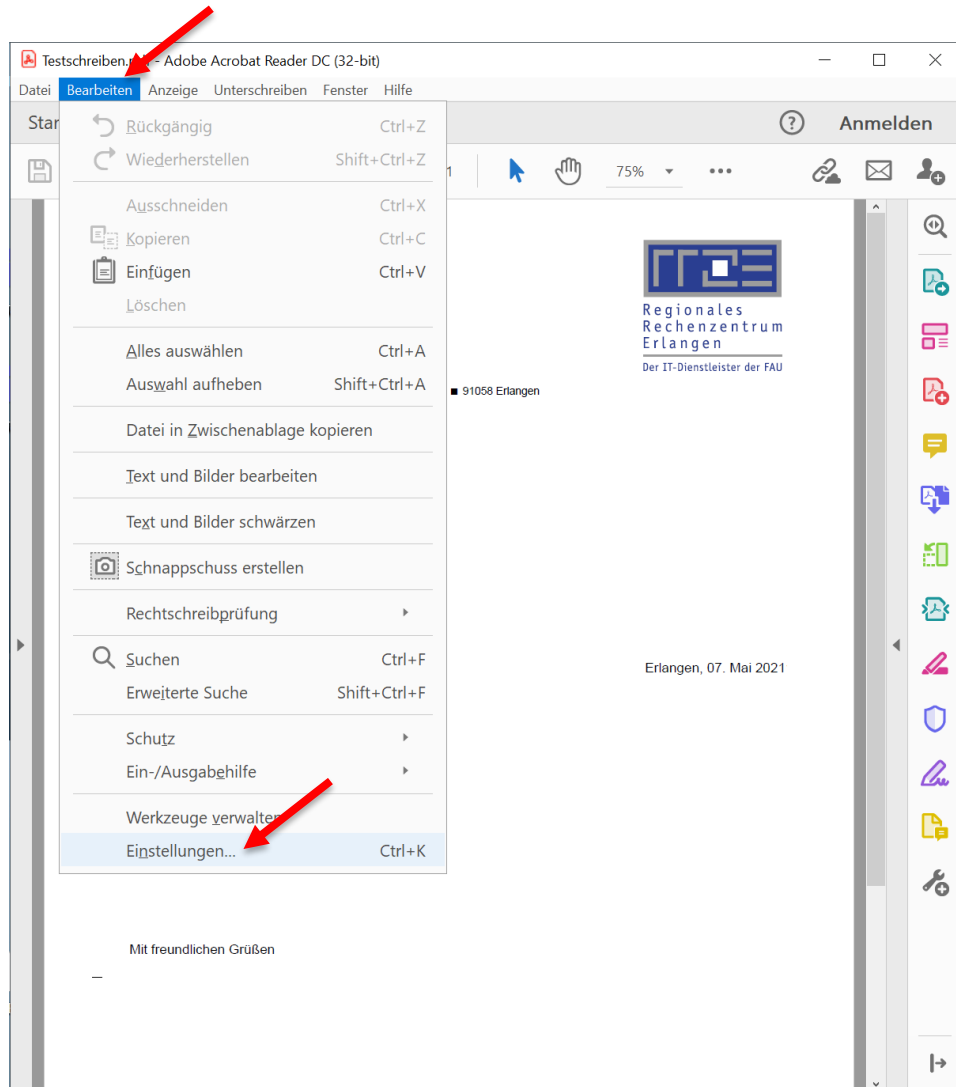 Adobe Acrobat Reader DC (32-bit)
Datei Bearbeiten Anzeige Unterschreiben Fenster Hilfe
Anmelden
Rückgängig Ctrl+Z
Wiederherstellen Shift+Ctrl+Z
1 75%
Ausschneiden Ctrl+X
Kopieren Ctrl+C
Einfügen Ctrl+V
Löschen
Regionales
Rechenzentrum
Erlangen
Der IT-Dienstleister der FAU
Alles auswählen Ctrl+A
Auswahl aufheben Shift+Ctrl+A
■ 91058 Erlangen
Datei in Zwischenablage kopieren
Text und Bilder bearbeiten
Text und Bilder schwärzen
Schnappschuss erstellen
Rechtschreibprüfung
Suchen Ctrl+F
Erweiterte Suche Shift+Ctrl+F
Erlangen, 07. Mai 2021
Schutz
Ein-/Ausgabehilfe
Werkzeuge verwalten
Einstellungen... Ctrl+K
Mit freundlichen Grüßen